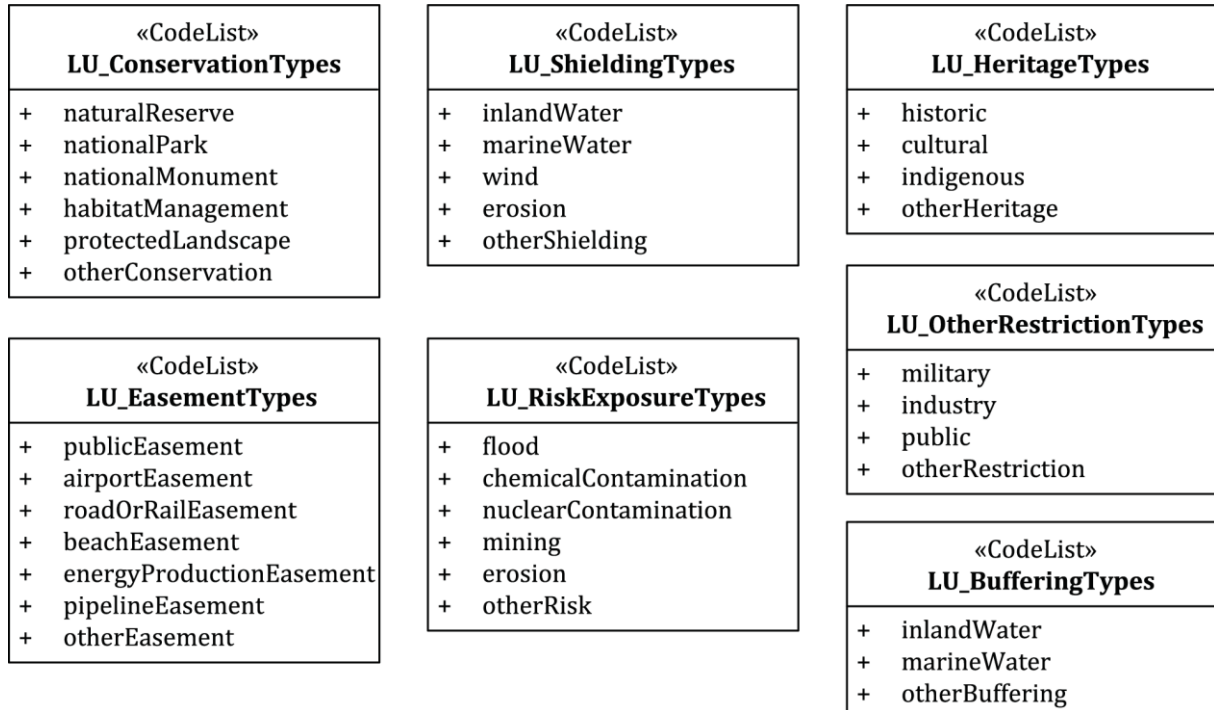 «CodeList»
LU_ConservationTypes
+ naturalReserve
+ nationalPark
+ nationalMonument
+ habitatManagement
+ protectedLandscape
+ otherConservation
«CodeList»
LU_ShieldingTypes
+ inlandWater
+ marineWater
+ wind
+ erosion
+ otherShielding
«CodeList»
LU_HeritageTypes
+ historic
+ cultural
+ indigenous
+ otherHeritage
«CodeList»
LU_OtherRestrictionTypes
+ military
+ industry
+ public
+ otherRestriction
«CodeList»
LU_EasementTypes
+ publicEasement
+ airportEasement
+ roadOrRailEasement
+ beachEasement
+ energyProductionEasement
+ pipelineEasement
+ otherEasement
«CodeList»
LU_RiskExposureTypes
+ flood
+ chemicalContamination
+ nuclearContamination
+ mining
+ erosion
+ otherRisk
«CodeList»
LU_BufferingTypes
+ inlandWater
+ marineWater
+ otherBuffering